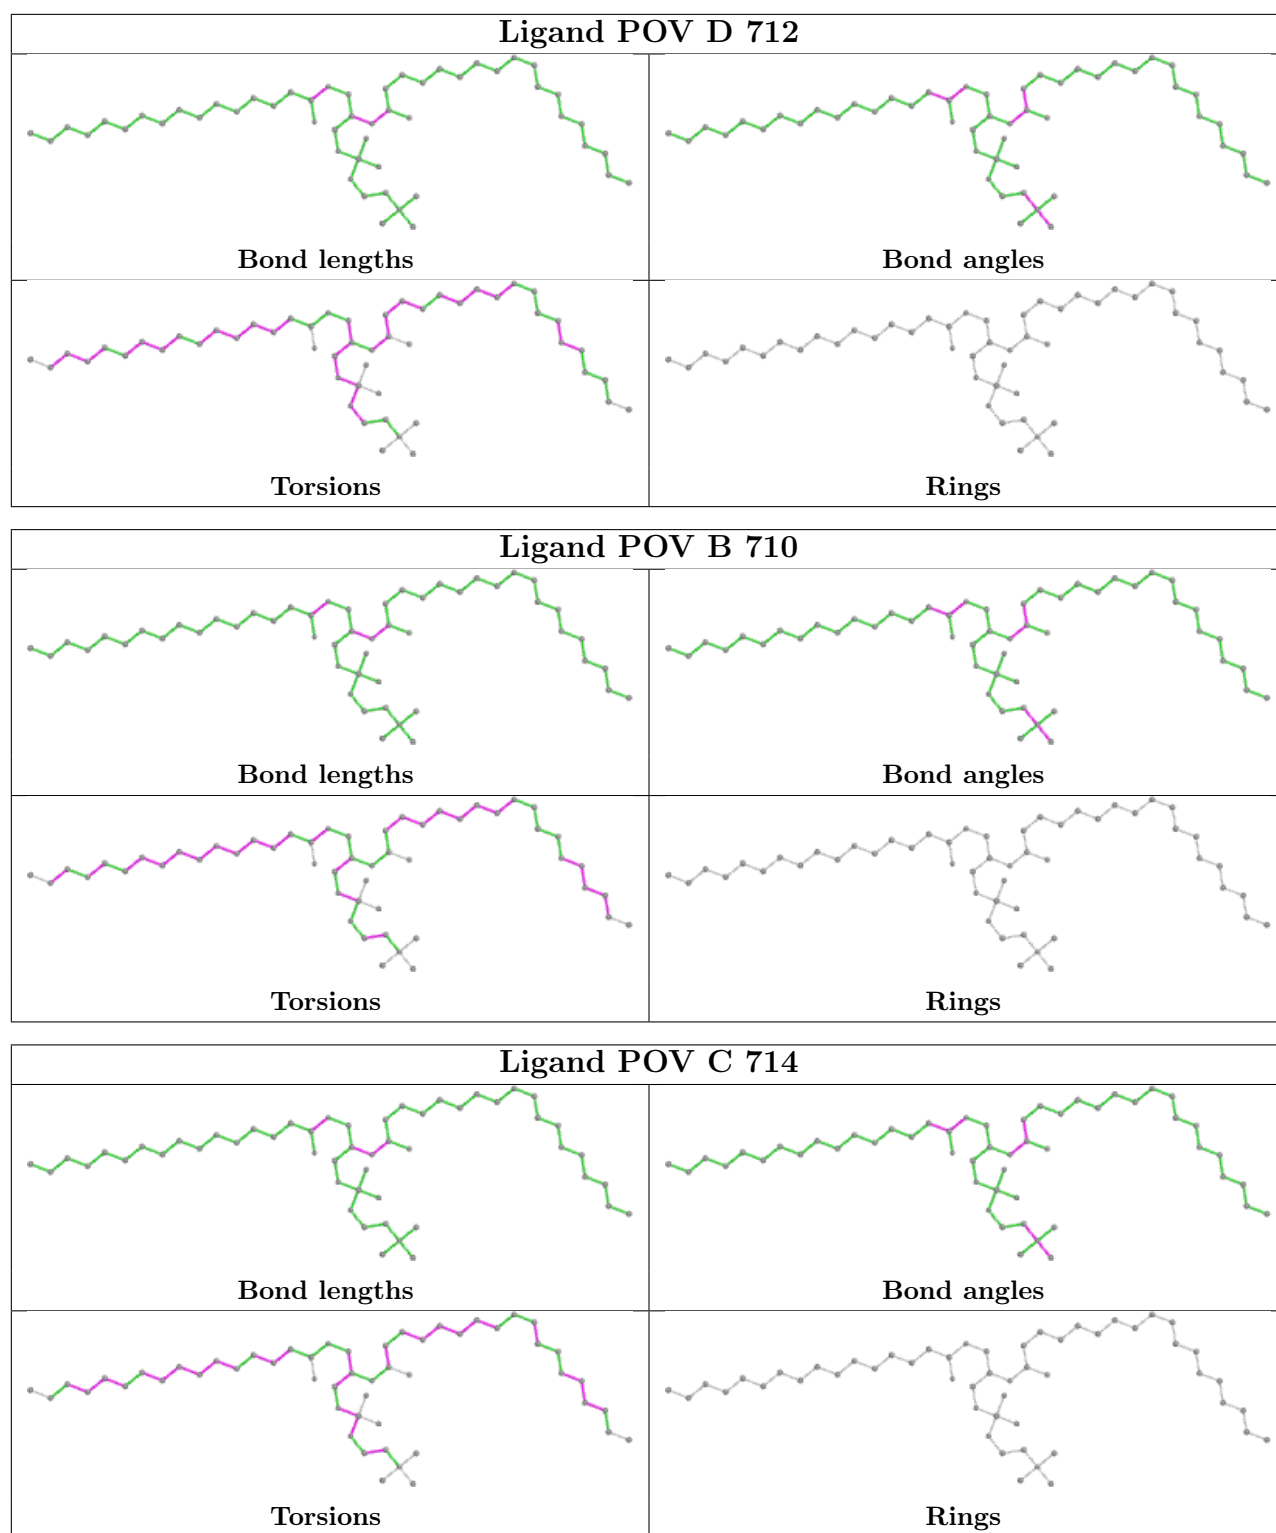 Ligand POV D 712
Bond lengths
Bond angles
Torsions
Rings
Ligand POV B 710
Bond lengths
Bond angles
Torsions
Rings
Ligand POV C 714
Bond lengths
Bond angles
Torsions
Rings